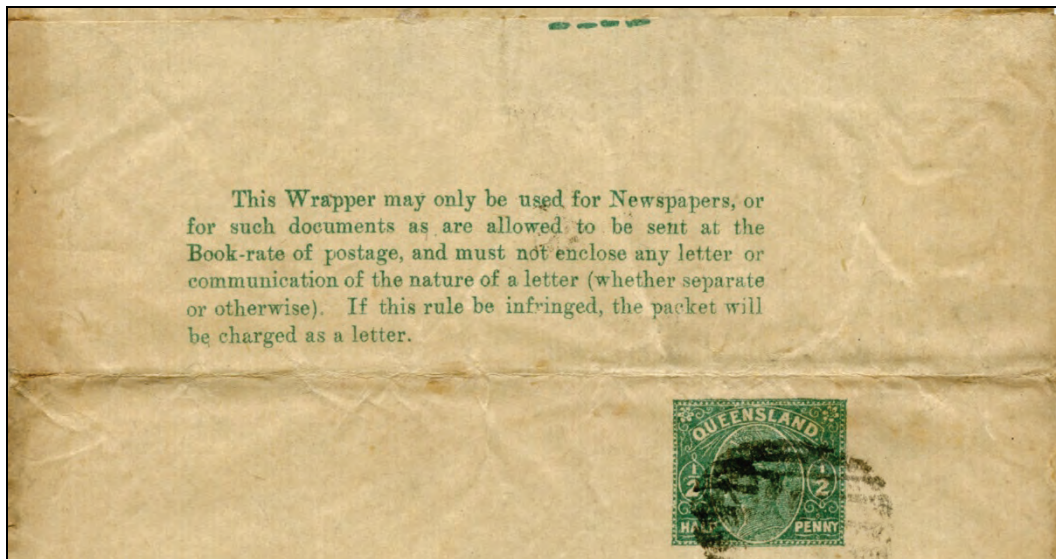 This Wrapper may only be used for Newspapers, or
for such documents as are allowed to be sent at the
Book-rate of postage, and must not enclose any letter or
communication of the nature of a letter (whether separate
or otherwise). If this rule be infringed, the packet will
be charged as a letter.
QUEENSLAND
½ ½
HALF PENNY